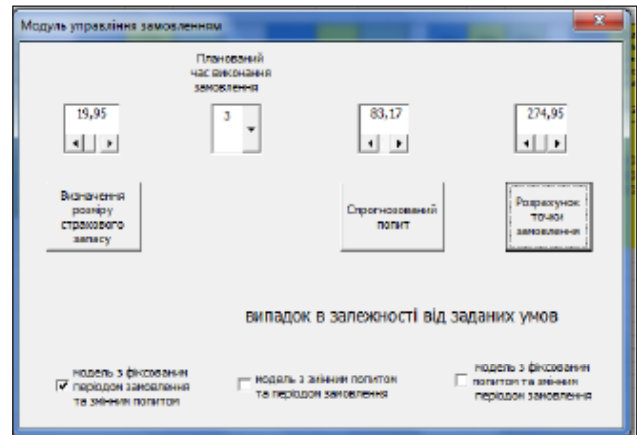 Модуль управління замовленням
Планований
час виконання
замовлення
19,95
3
83,17
274,95
Визначення
розміру
страхового
запасу
Спрогнозований
попит
Розрахунок
точки
замовлення
випадок в залежності від заданих умов
модель з фіксованим
періодом замовлення
та змінним попитом
модель з змінним попитом
та періодом замовлення
модель з фіксованим
попитом та змінним
періодом замовлення